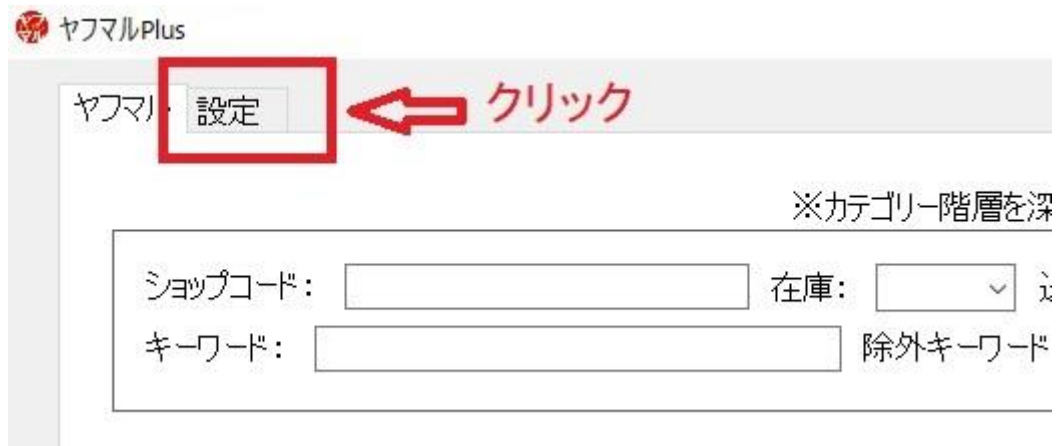 ヤフマルPlus
ヤフマル 設定 クリック
※カテゴリー階層を深
ショップコード： 在庫：
キーワード： 除外キーワード